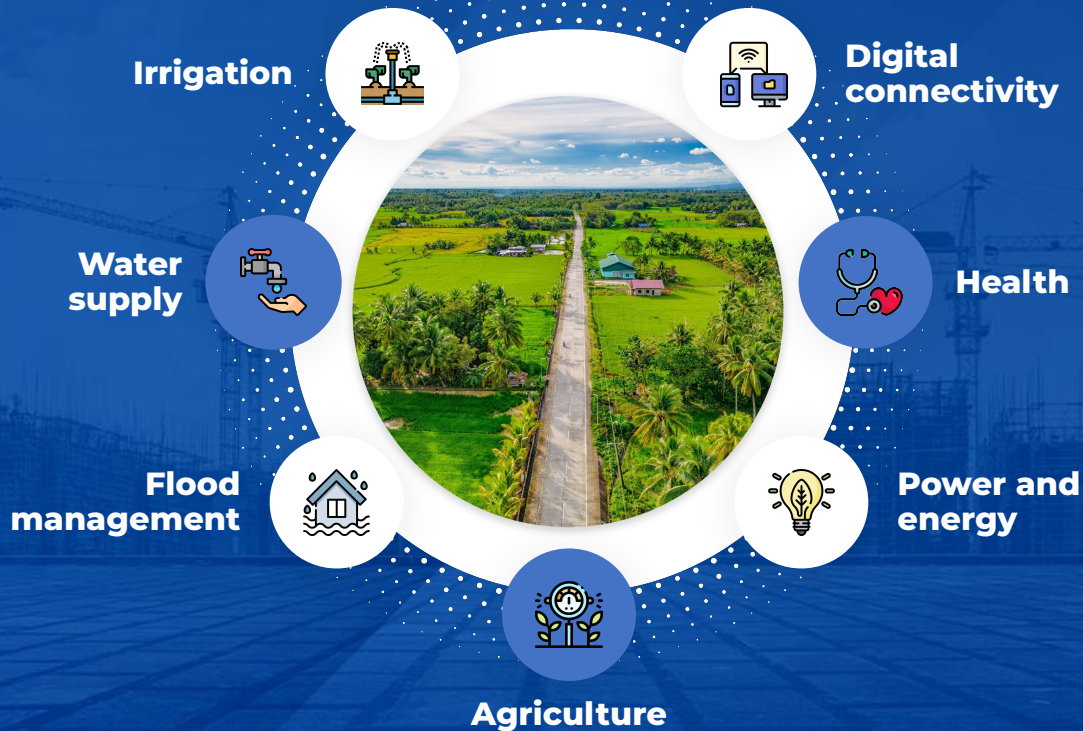 Irrigation
Digital
connectivity
Water
supply
Health
Flood
management
Power and
energy
Agriculture